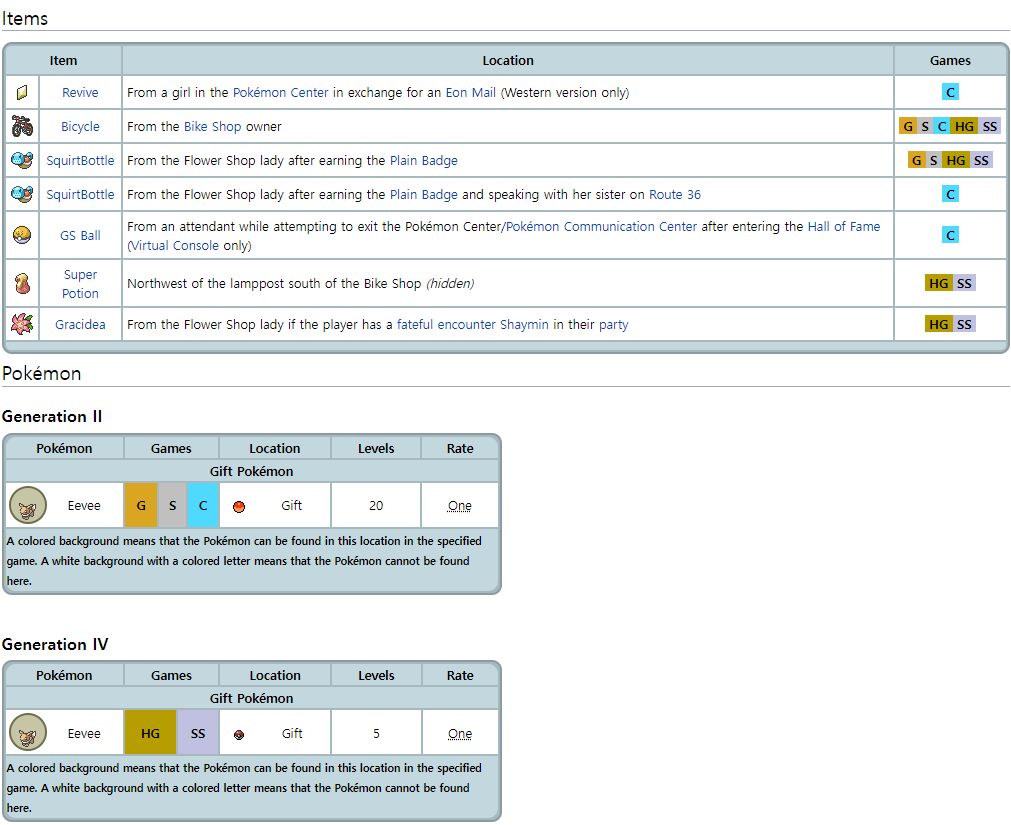 Items
Item Location Games
Revive From a girl in the Pokémon Center in exchange for an Eon Mail (Western version only) C
Bicycle From the Bike Shop owner G S C HG SS
SquirtBottle From the Flower Shop lady after earning the Plain Badge G S HG SS
SquirtBottle From the Flower Shop lady after earning the Plain Badge and speaking with her sister on Route 36 C
GS Ball From an attendant while attempting to exit the Pokémon Center/Pokémon Communication Center after entering the Hall of Fame
(Virtual Console only) C
Super
Potion Northwest of the lamppost south of the Bike Shop (hidden) HG SS
Gracidea From the Flower Shop lady if the player has a fateful encounter Shaymin in their party HG SS
Pokémon
Generation II
Pokémon Games Location Levels Rate
Gift Pokémon
Eevee G S C Gift 20 One
A colored background means that the Pokémon can be found in this location in the specified
game. A white background with a colored letter means that the Pokémon cannot be found
here.
Generation IV
Pokémon Games Location Levels Rate
Gift Pokémon
Eevee HG SS Gift 5 One
A colored background means that the Pokémon can be found in this location in the specified
game. A white background with a colored letter means that the Pokémon cannot be found
here.